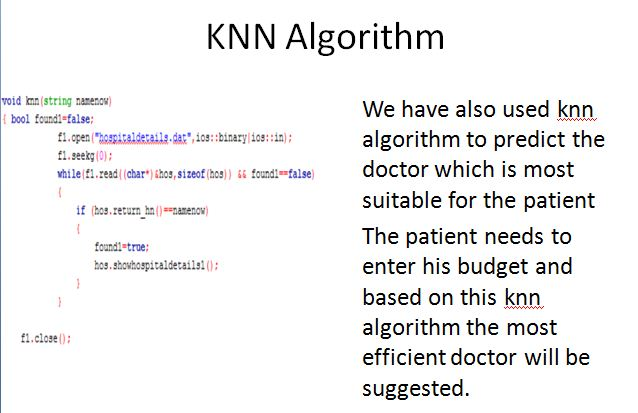 KNN Algorithm
void knn(string namenow)
{ bool found1=false;
f1.open("hospitaldetails.dat",ios::binary|ios::in);
f1.seekg(0);
while(f1.read((char*)&hos,sizeof(hos)) && found1==false)
{
if (hos.return_hn()==namenow)
{
found1=true;
hos.showhospitaldetails1();
}
}
f1.close();
We have also used knn
algorithm to predict the
doctor which is most
suitable for the patient
The patient needs to
enter his budget and
based on this knn
algorithm the most
efficient doctor will be
suggested.